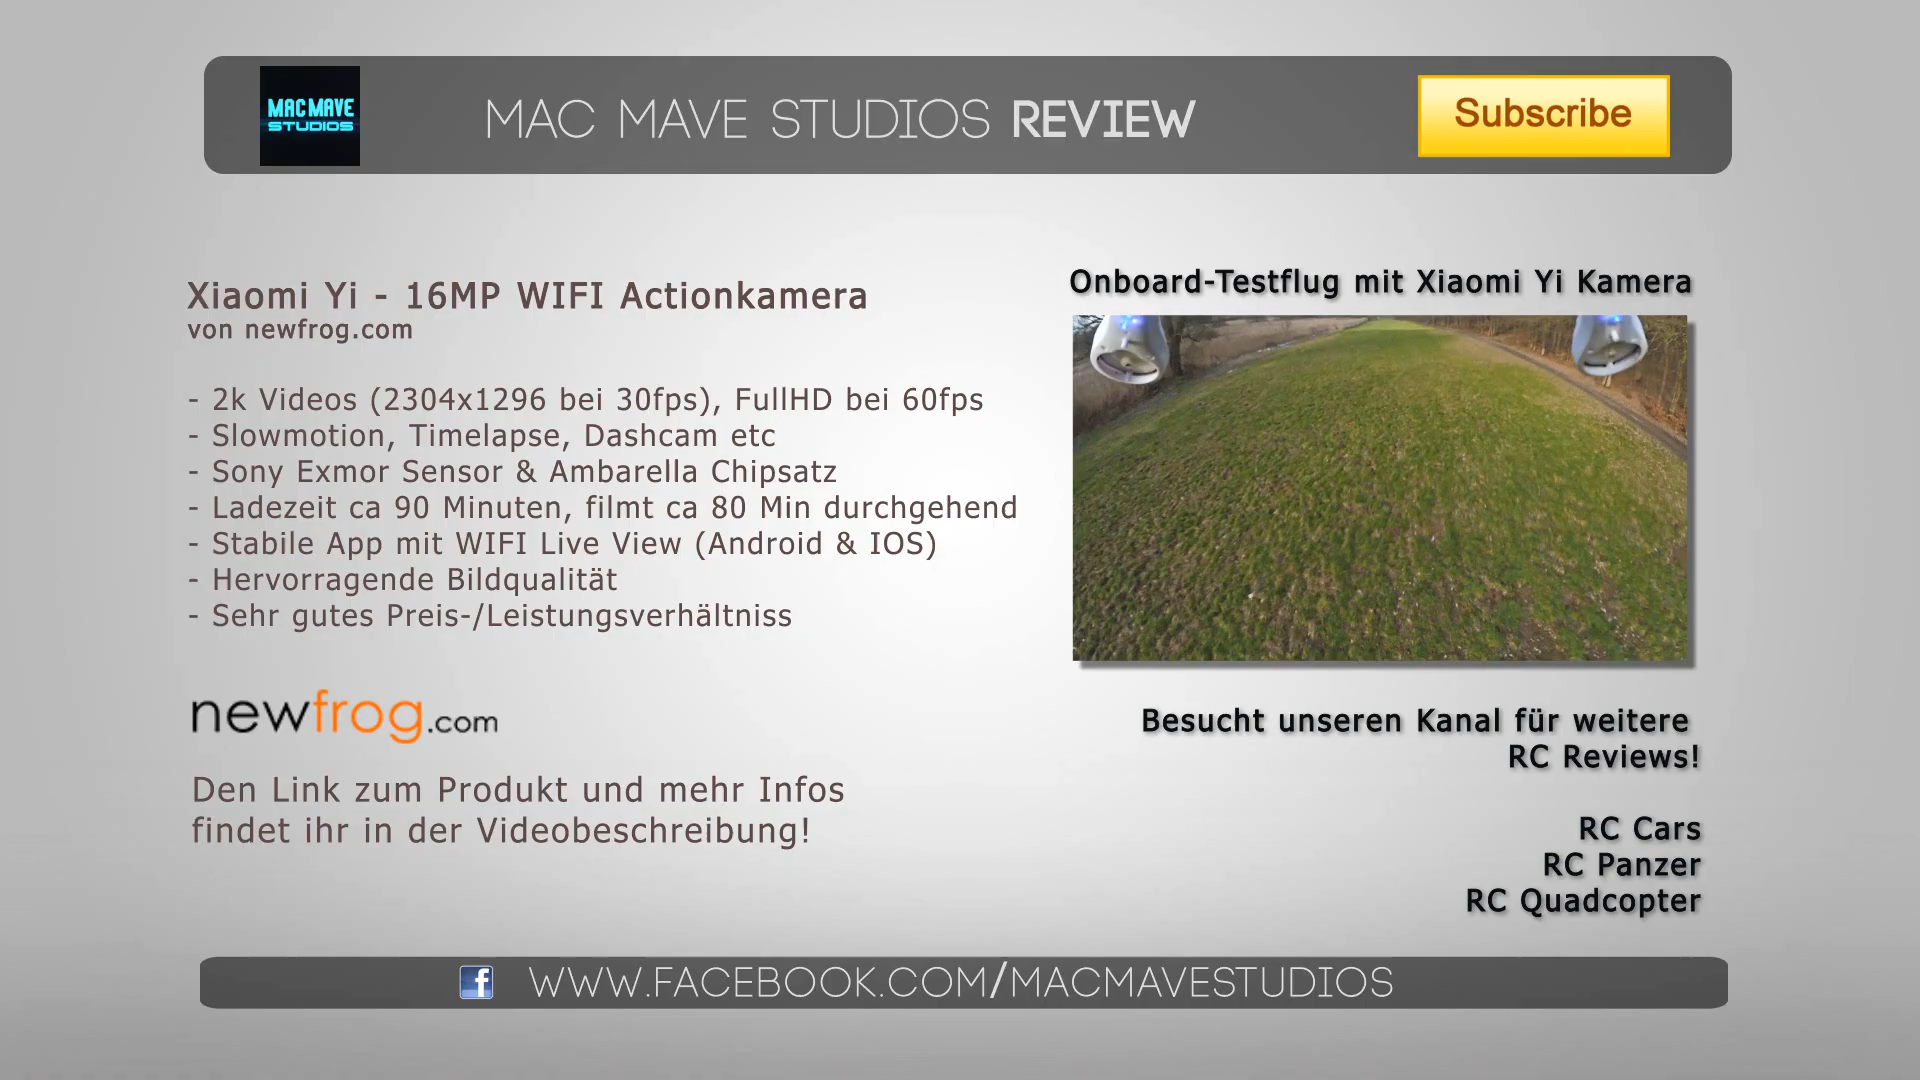 MAC MAVE
STUDIOS
MAC MAVE STUDIOS REVIEW
Subscribe
Xiaomi Yi - 16MP WIFI Actionkamera
von newfrog.com
- 2k Videos (2304x1296 bei 30fps), FullHD bei 60fps
- Slowmotion, Timelapse, Dashcam etc
- Sony Exmor Sensor & Ambarella Chipsatz
- Ladezeit ca 90 Minuten, filmt ca 80 Min durchgehend
- Stabile App mit WIFI Live View (Android & IOS)
- Hervorragende Bildqualität
- Sehr gutes Preis-/Leistungsverhältniss
newfrog.com
Den Link zum Produkt und mehr Infos
findet ihr in der Videobeschreibung!
Onboard-Testflug mit Xiaomi Yi Kamera
Besucht unseren Kanal für weitere
RC Reviews!
RC Cars
RC Panzer
RC Quadcopter
f WWW.FACEBOOK.COM/MACMAVESTUDIOS